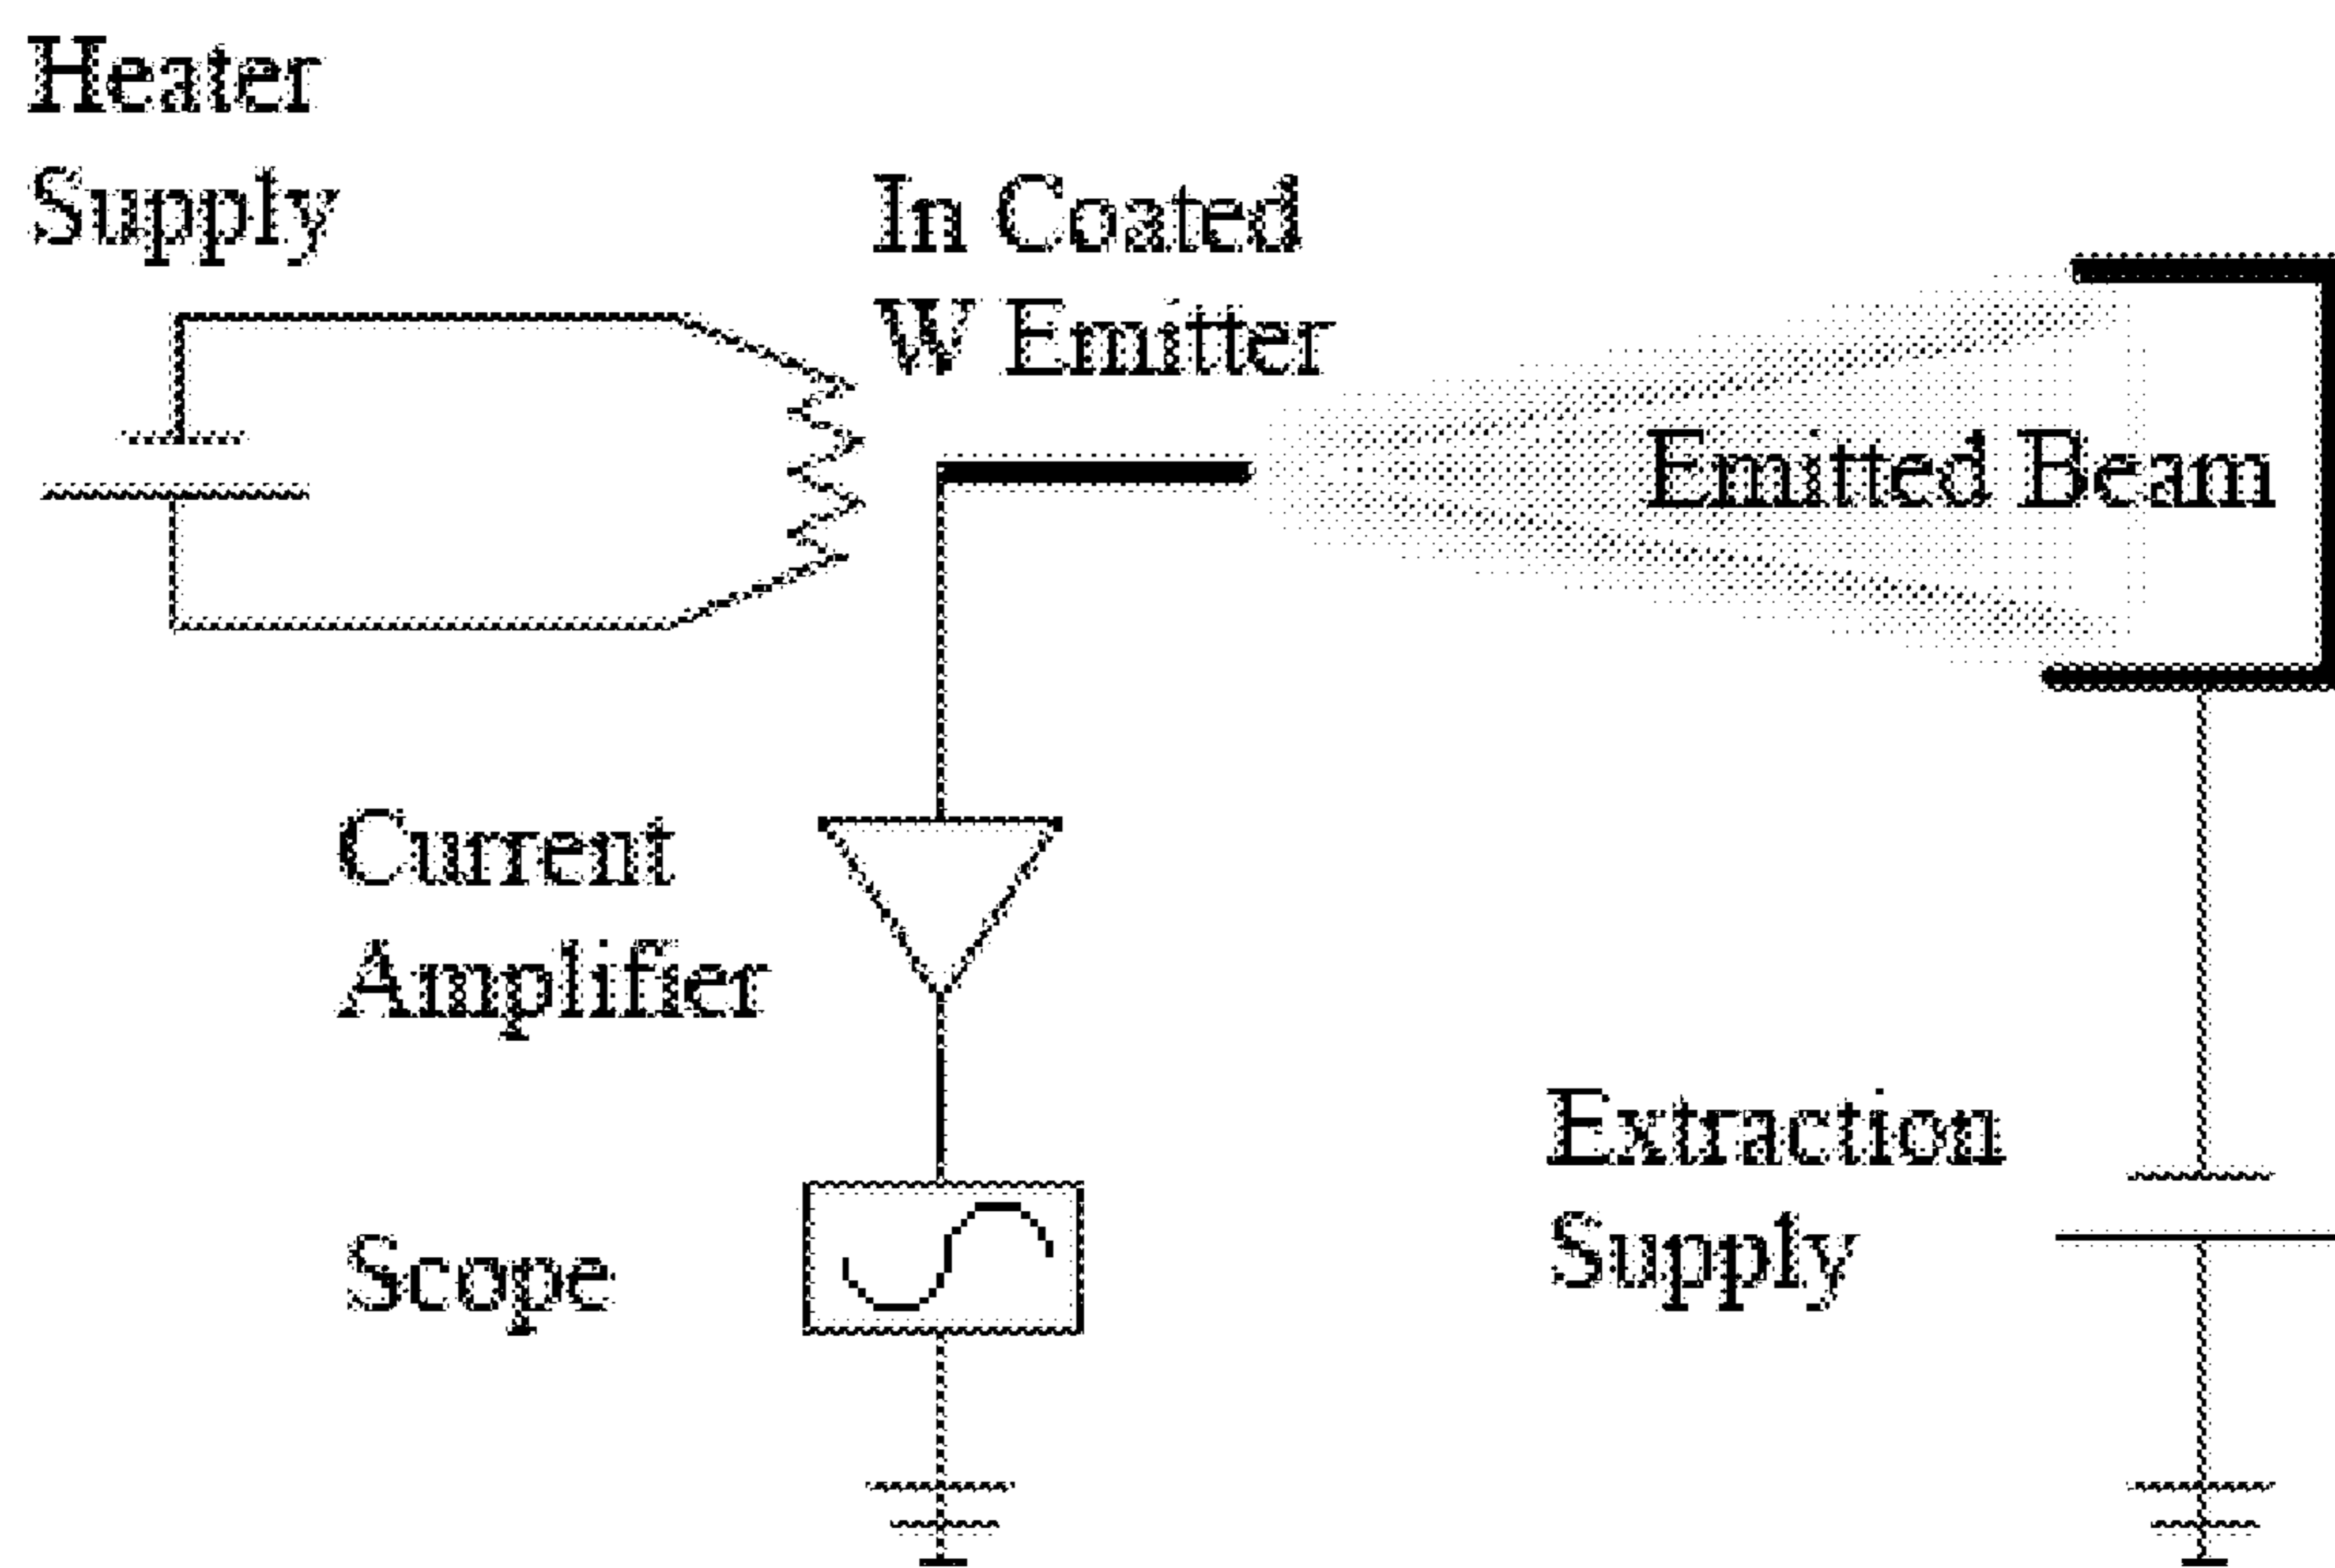 Heater
Supply
In Coated
W Emitter
Emitted Beam
Current
Amplifier
Extraction
Supply
Scope